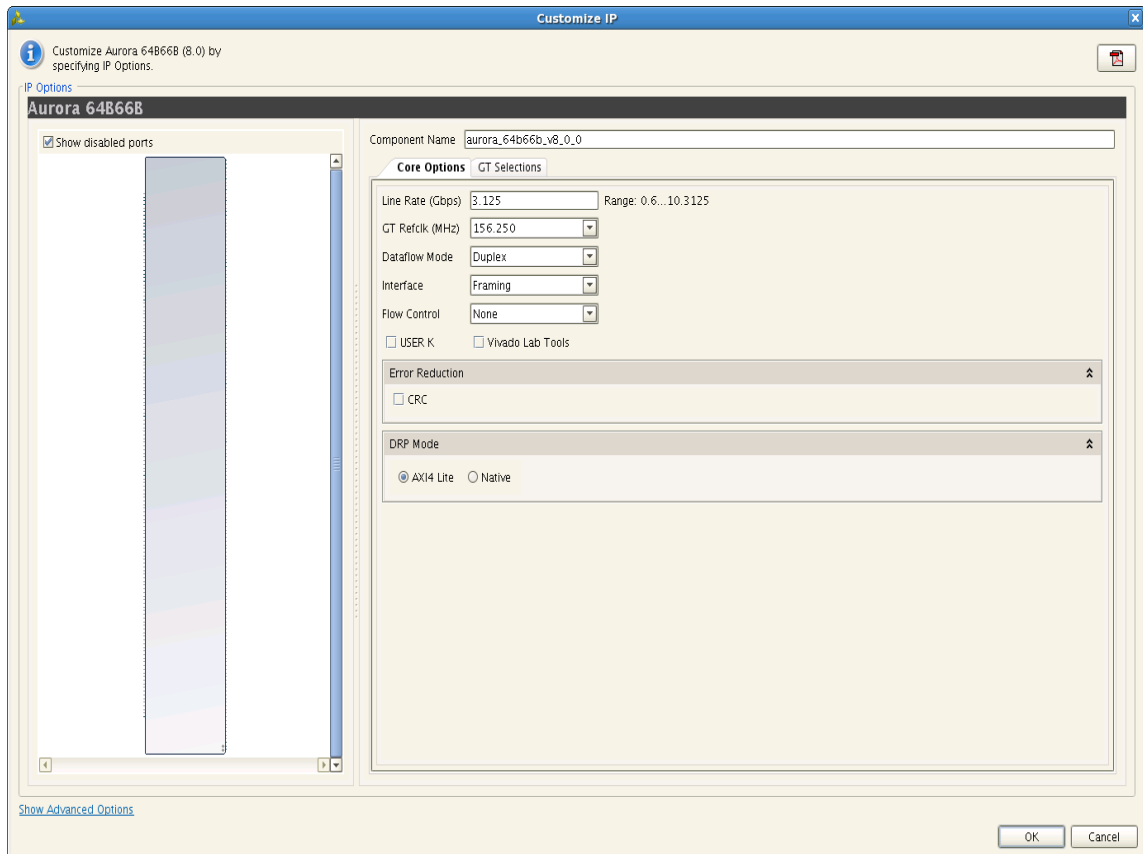 Customize IP
Customize Aurora 64B66B (8.0) by
specifying IP Options.
IP Options
Aurora 64B66B
Show disabled ports
Component Name aurora_64b66b_v8_0_0
Core Options GT Selections
Line Rate (Gbps) 3.125 Range: 0.6...10.3125
GT Refclk (MHz) 156.250
Dataflow Mode Duplex
Interface Framing
Flow Control None
USER K Vivado Lab Tools
Error Reduction
CRC
DRP Mode
AXI4 Lite Native
Show Advanced Options
OK Cancel